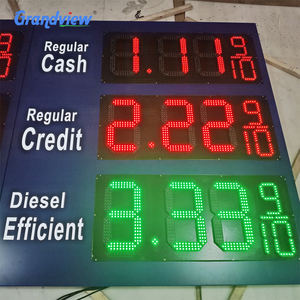 Grandview
Regular
Cash
1.11 9/10
Regular
Credit
2.22 9/10
Diesel
Efficient
3.33 9/10